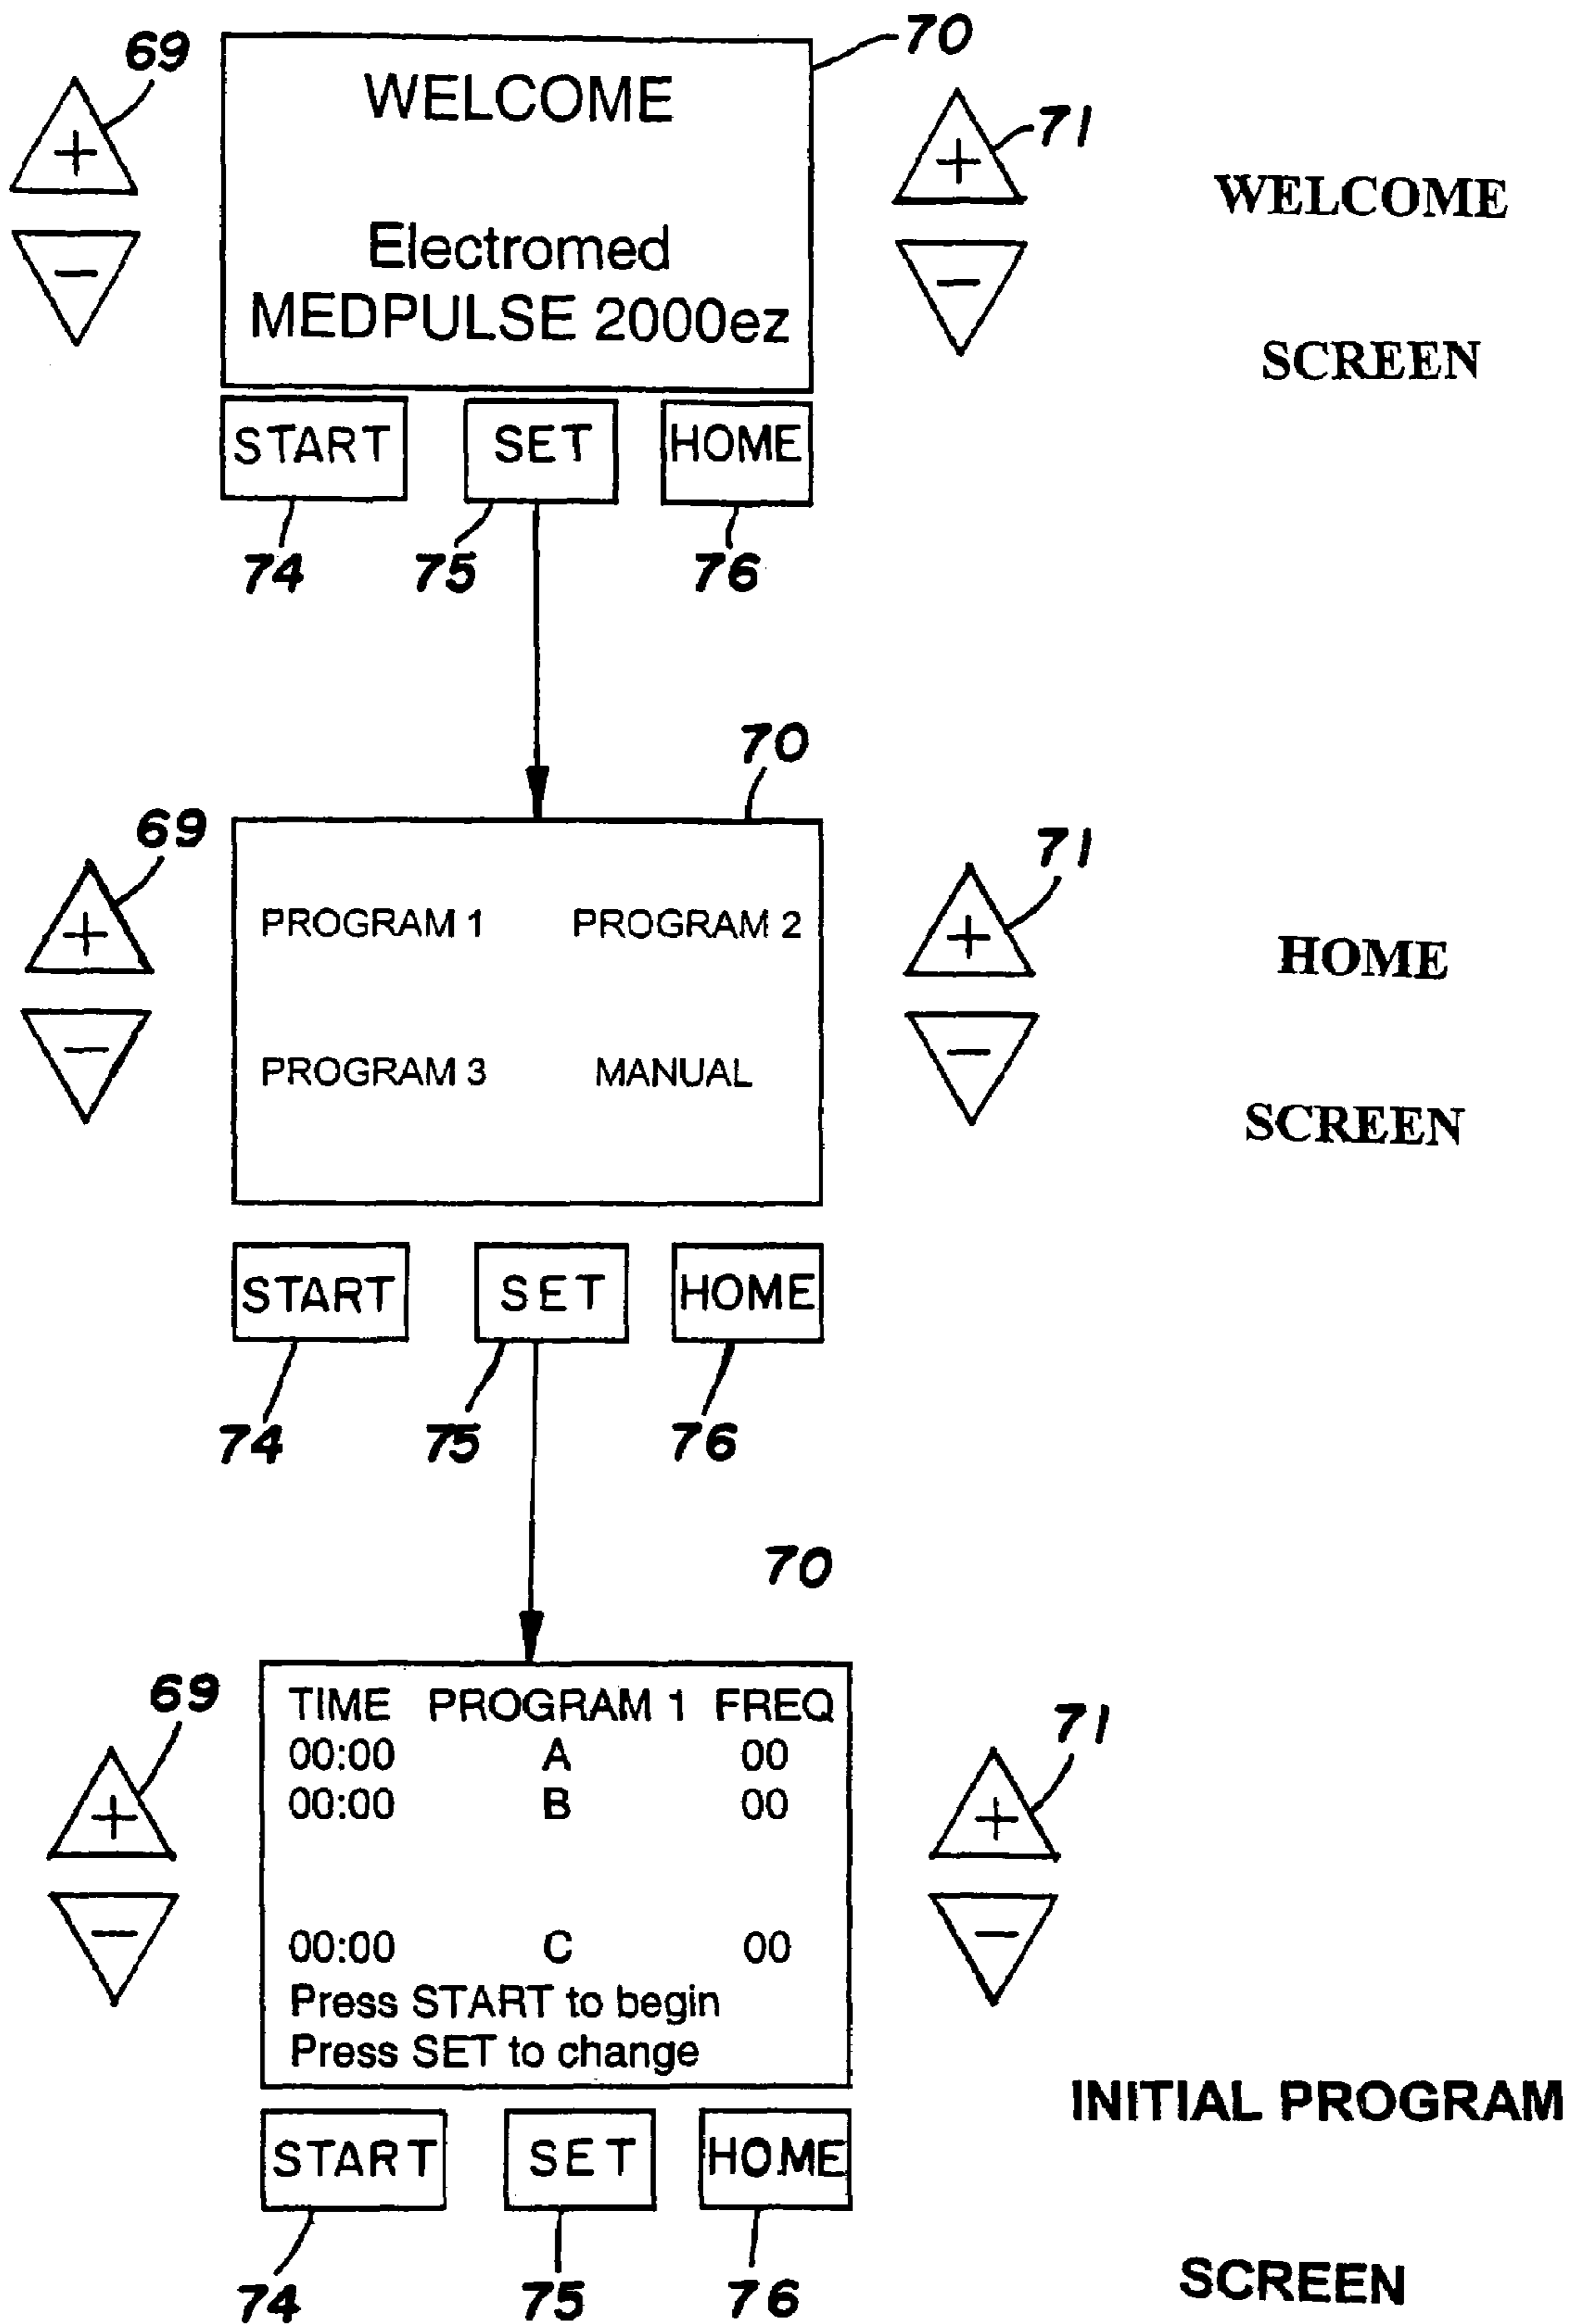 69
70
71
WELCOME
Electromed
MEDPULSE 2000ez
+
+
−
−
WELCOME
SCREEN
START
SET
HOME
74
75
76
69
70
71
PROGRAM 1
PROGRAM 2
PROGRAM 3
MANUAL
+
+
−
−
HOME
SCREEN
START
SET
HOME
74
75
76
69
70
71
TIME PROGRAM 1 FREQ
00:00 A 00
00:00 B 00
00:00 C 00
Press START to begin
Press SET to change
+
+
−
−
START
SET
HOME
74
75
76
INITIAL PROGRAM
SCREEN